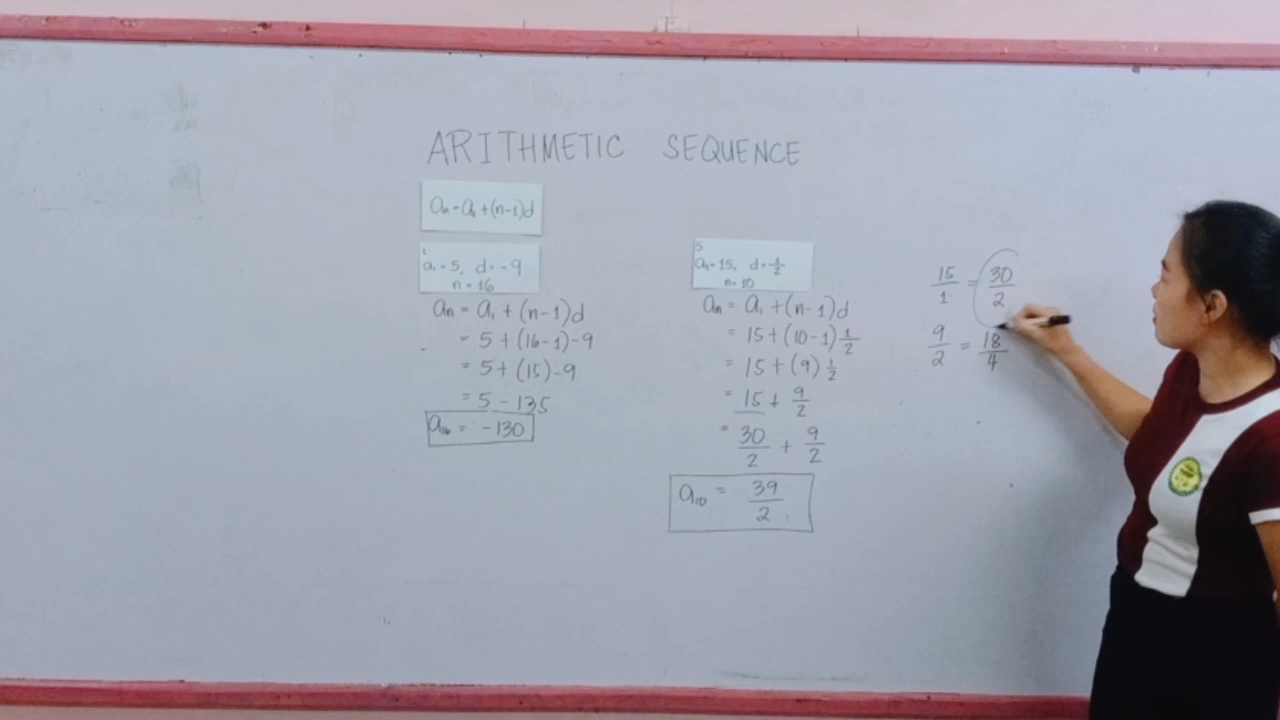 ARITHMETIC SEQUENCE
aₙ = a₁ + (n-1)d
1
a₁ = 5, d = -9
n = 16
aₙ = a₁ + (n-1)d
= 5 + (16-1) -9
= 5 + (15) -9
= 5 - 135
a₁₆ = -130
5
a₁ = 15, d = 1/2
n = 10
aₙ = a₁ + (n-1)d
= 15 + (10-1) 1/2
= 15 + (9) 1/2
= 15 + 9/2
= 30/2 + 9/2
a₁₀ = 39/2
15/1 = 30/2
9/2 = 18/4